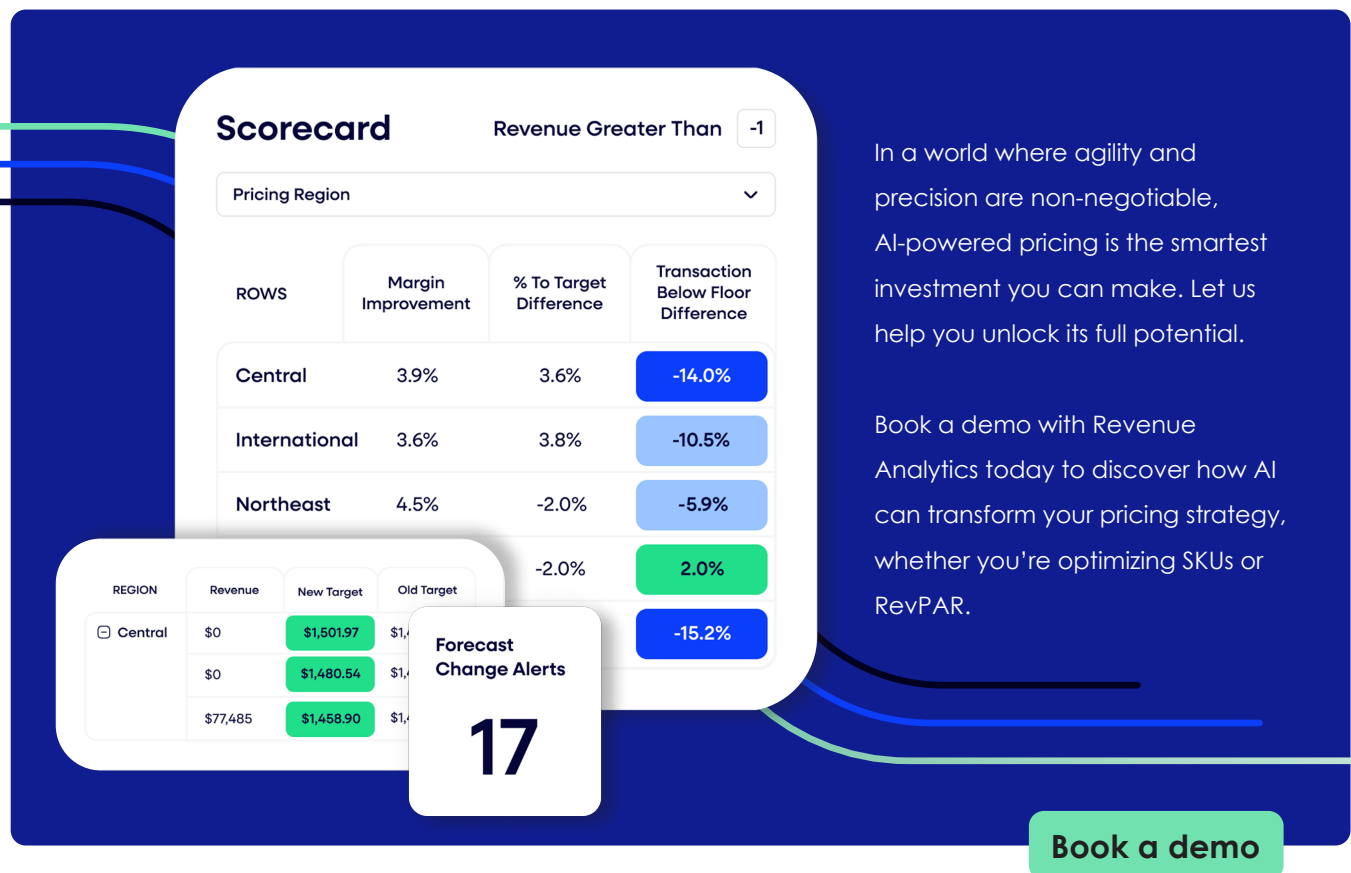 Scorecard
Revenue Greater Than -1
Pricing Region
ROWS
Margin
Improvement
% To Target
Difference
Transaction
Below Floor
Difference
Central 3.9% 3.6% -14.0%
International 3.6% 3.8% -10.5%
Northeast 4.5% -2.0% -5.9%
-2.0% 2.0%
-15.2%
REGION Revenue New Target Old Target
Central $0 $1,501.97
$0 $1,480.54
$77,485 $1,458.90
Forecast
Change Alerts
17
In a world where agility and
precision are non-negotiable,
AI-powered pricing is the smartest
investment you can make. Let us
help you unlock its full potential.
Book a demo with Revenue
Analytics today to discover how AI
can transform your pricing strategy,
whether you’re optimizing SKUs or
RevPAR.
Book a demo